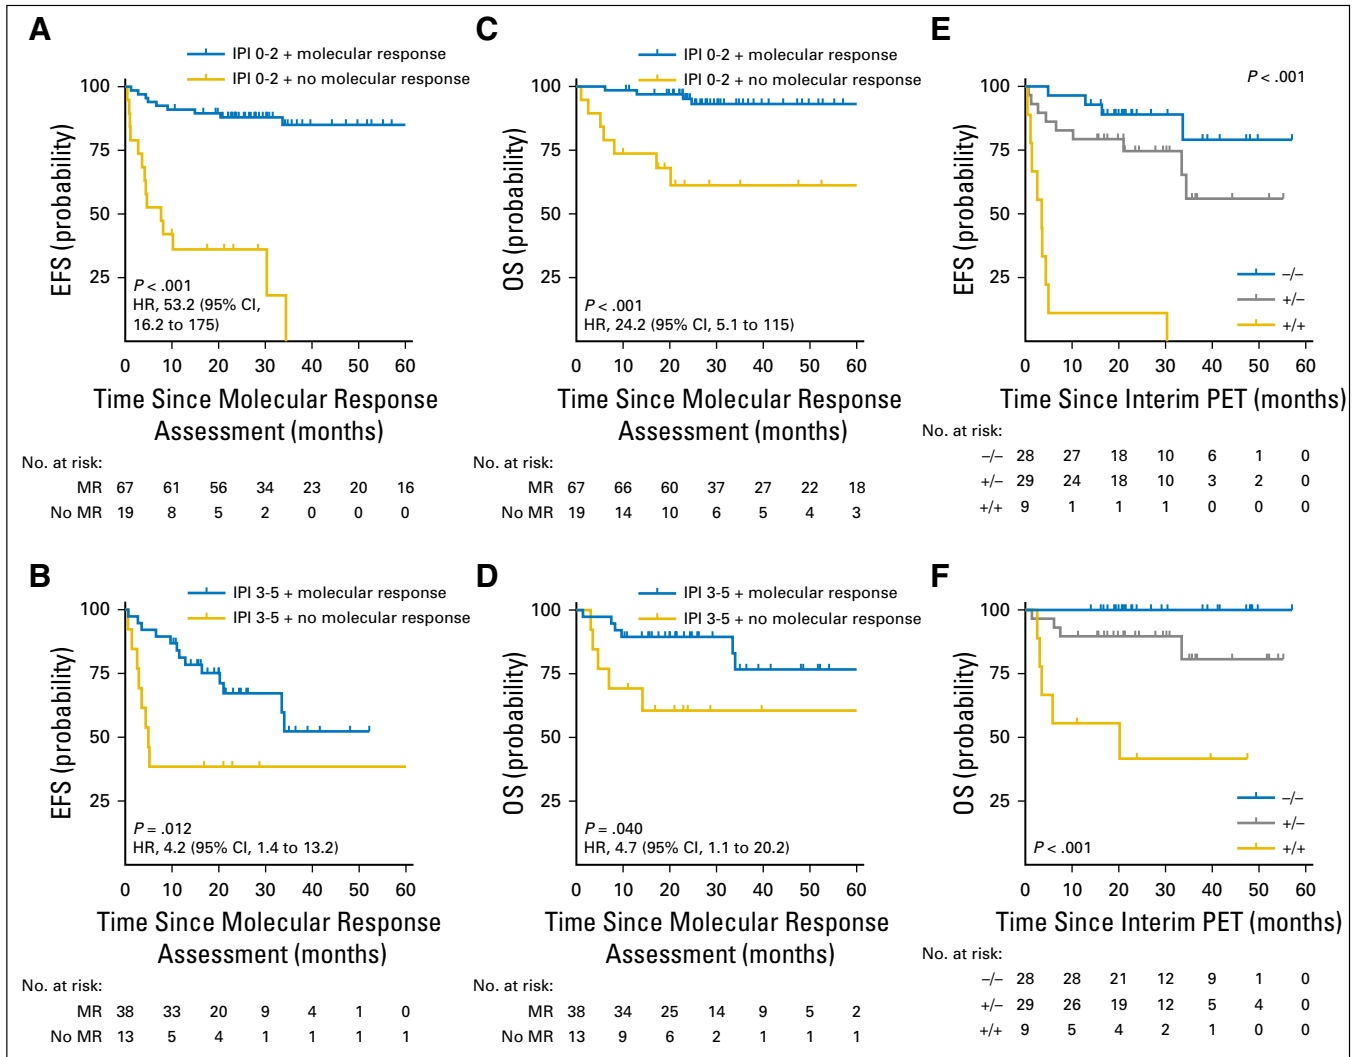 A
IPI 0-2 + molecular response
IPI 0-2 + no molecular response
100
75
50
25
EFS (probability)
P < .001
HR, 53.2 (95% CI,
16.2 to 175)
0 10 20 30 40 50 60
Time Since Molecular Response
Assessment (months)
No. at risk:
MR 67 61 56 34 23 20 16
No MR 19 8 5 2 0 0 0
C
IPI 0-2 + molecular response
IPI 0-2 + no molecular response
100
75
50
25
OS (probability)
P < .001
HR, 24.2 (95% CI, 5.1 to 115)
0 10 20 30 40 50 60
Time Since Molecular Response
Assessment (months)
No. at risk:
MR 67 66 60 37 27 22 18
No MR 19 14 10 6 5 4 3
E
P < .001
100
75
50
25
EFS (probability)
–/–
+/–
+/+
0 10 20 30 40 50 60
Time Since Interim PET (months)
No. at risk:
–/– 28 27 18 10 6 1 0
+/– 29 24 18 10 3 2 0
+/+ 9 1 1 1 0 0 0
B
IPI 3-5 + molecular response
IPI 3-5 + no molecular response
100
75
50
25
EFS (probability)
P = .012
HR, 4.2 (95% CI, 1.4 to 13.2)
0 10 20 30 40 50 60
Time Since Molecular Response
Assessment (months)
No. at risk:
MR 38 33 20 9 4 1 0
No MR 13 5 4 1 1 1 1
D
IPI 3-5 + molecular response
IPI 3-5 + no molecular response
100
75
50
25
OS (probability)
P = .040
HR, 4.7 (95% CI, 1.1 to 20.2)
0 10 20 30 40 50 60
Time Since Molecular Response
Assessment (months)
No. at risk:
MR 38 34 25 14 9 5 2
No MR 13 9 6 2 1 1 1
F
100
75
50
25
OS (probability)
–/–
+/–
+/+
P < .001
0 10 20 30 40 50 60
Time Since Interim PET (months)
No. at risk:
–/– 28 28 21 12 9 1 0
+/– 29 26 19 12 5 4 0
+/+ 9 5 4 2 1 0 0